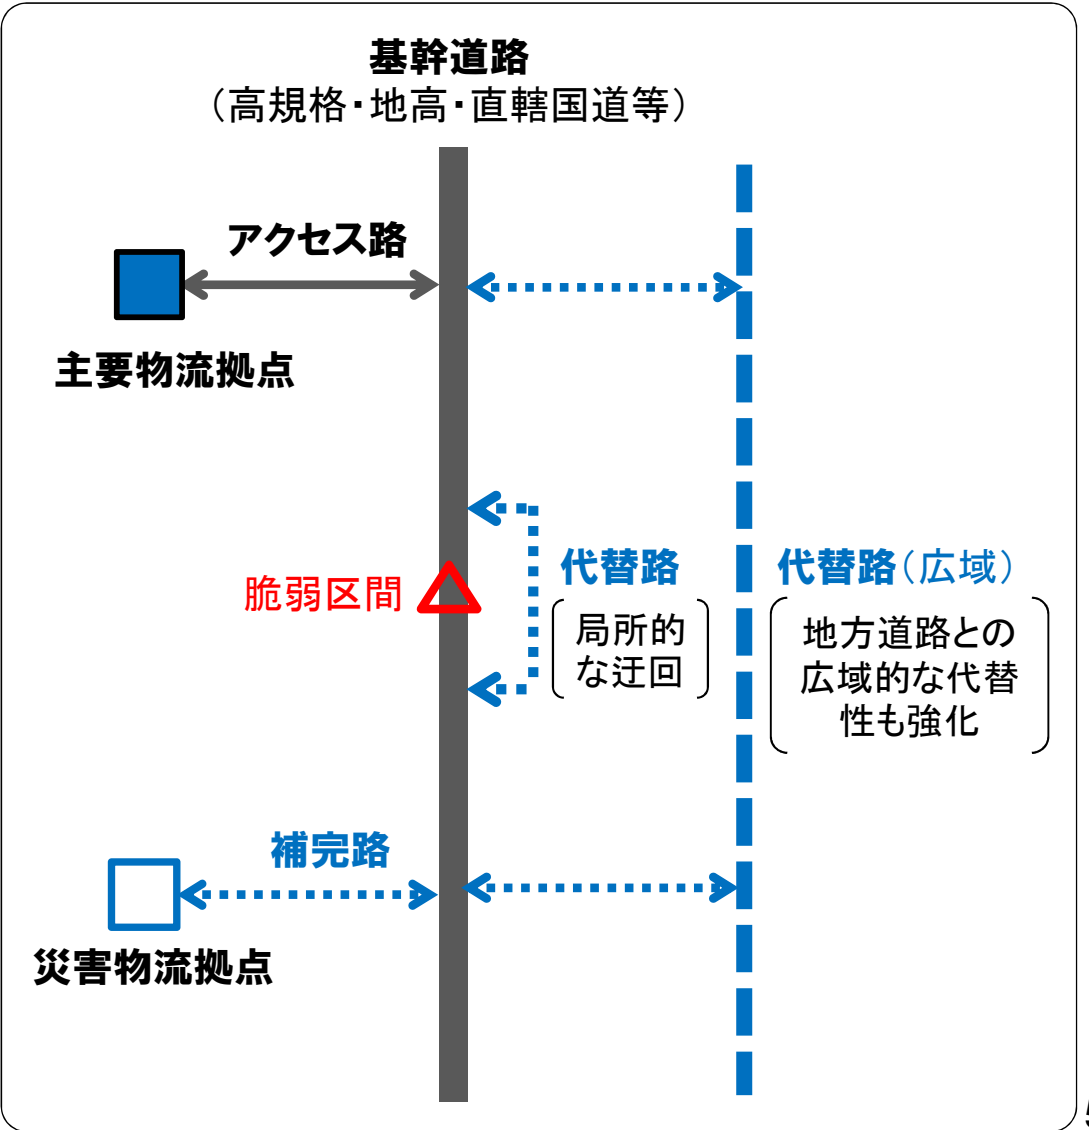 基幹道路
（高規格・地高・直轄国道等）
アクセス路
主要物流拠点
脆弱区間
代替路
局所的
な迂回
代替路（広域）
地方道路との
広域的な代替
性も強化
補完路
災害物流拠点